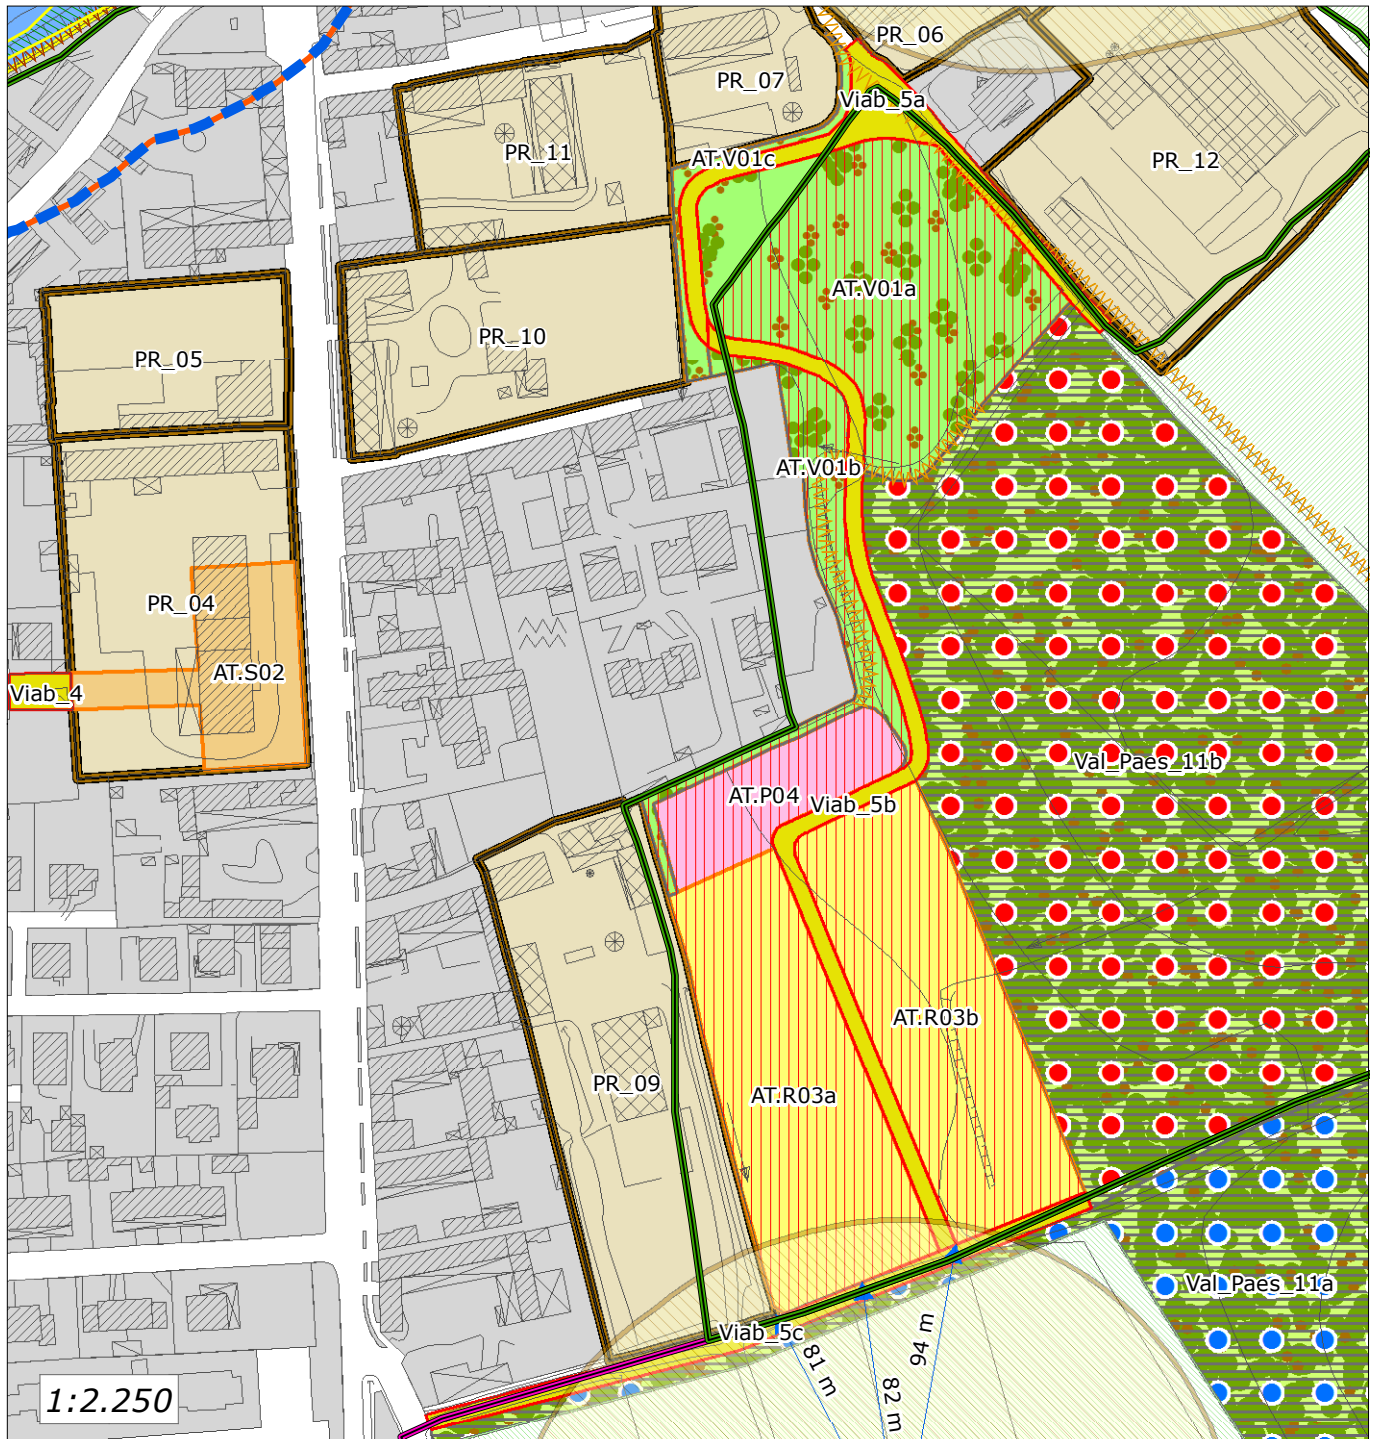 PR_06
PR_07
Viab_5a
PR_11
AT.V01c
PR_12
AT.V01a
PR_10
PR_05
AT.V01b
PR_04
AT.S02
Viab_4
Val_Paes_11b
AT.P04
Viab_5b
AT.R03b
PR_09
AT.R03a
Val_Paes_11a
Viab_5c
81 m
82 m
94 m
1:2.250